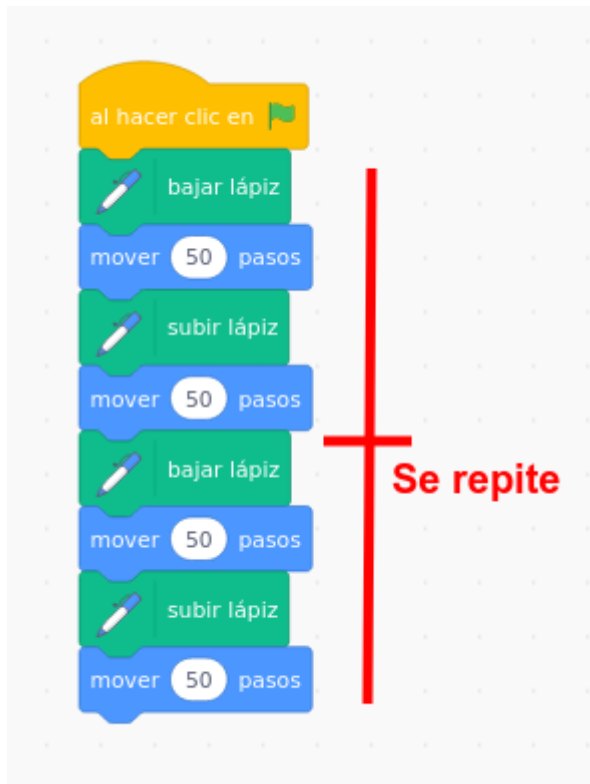 al hacer clic en
bajar lápiz
mover 50 pasos
subir lápiz
mover 50 pasos
bajar lápiz
Se repite
mover 50 pasos
subir lápiz
mover 50 pasos